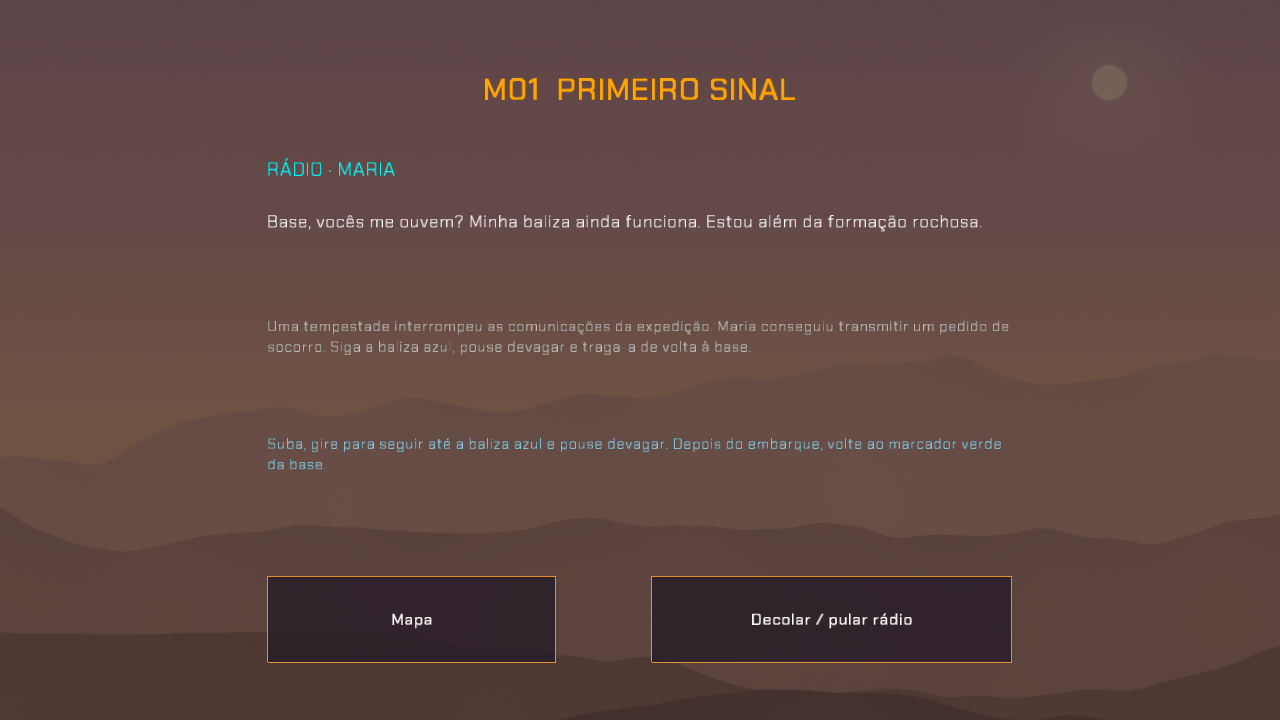 M01 PRIMEIRO SINAL
RÁDIO · MARIA
Base, vocês me ouvem? Minha baliza ainda funciona. Estou além da formação rochosa.
Uma tempestade interrompeu as comunicações da expedição. Maria conseguiu transmitir um pedido de
socorro. Siga a baliza azul, pouse devagar e traga-a de volta à base.
Suba, gire para seguir até a baliza azul e pouse devagar. Depois do embarque, volte ao marcador verde
da base.
Mapa
Decolar / pular rádio